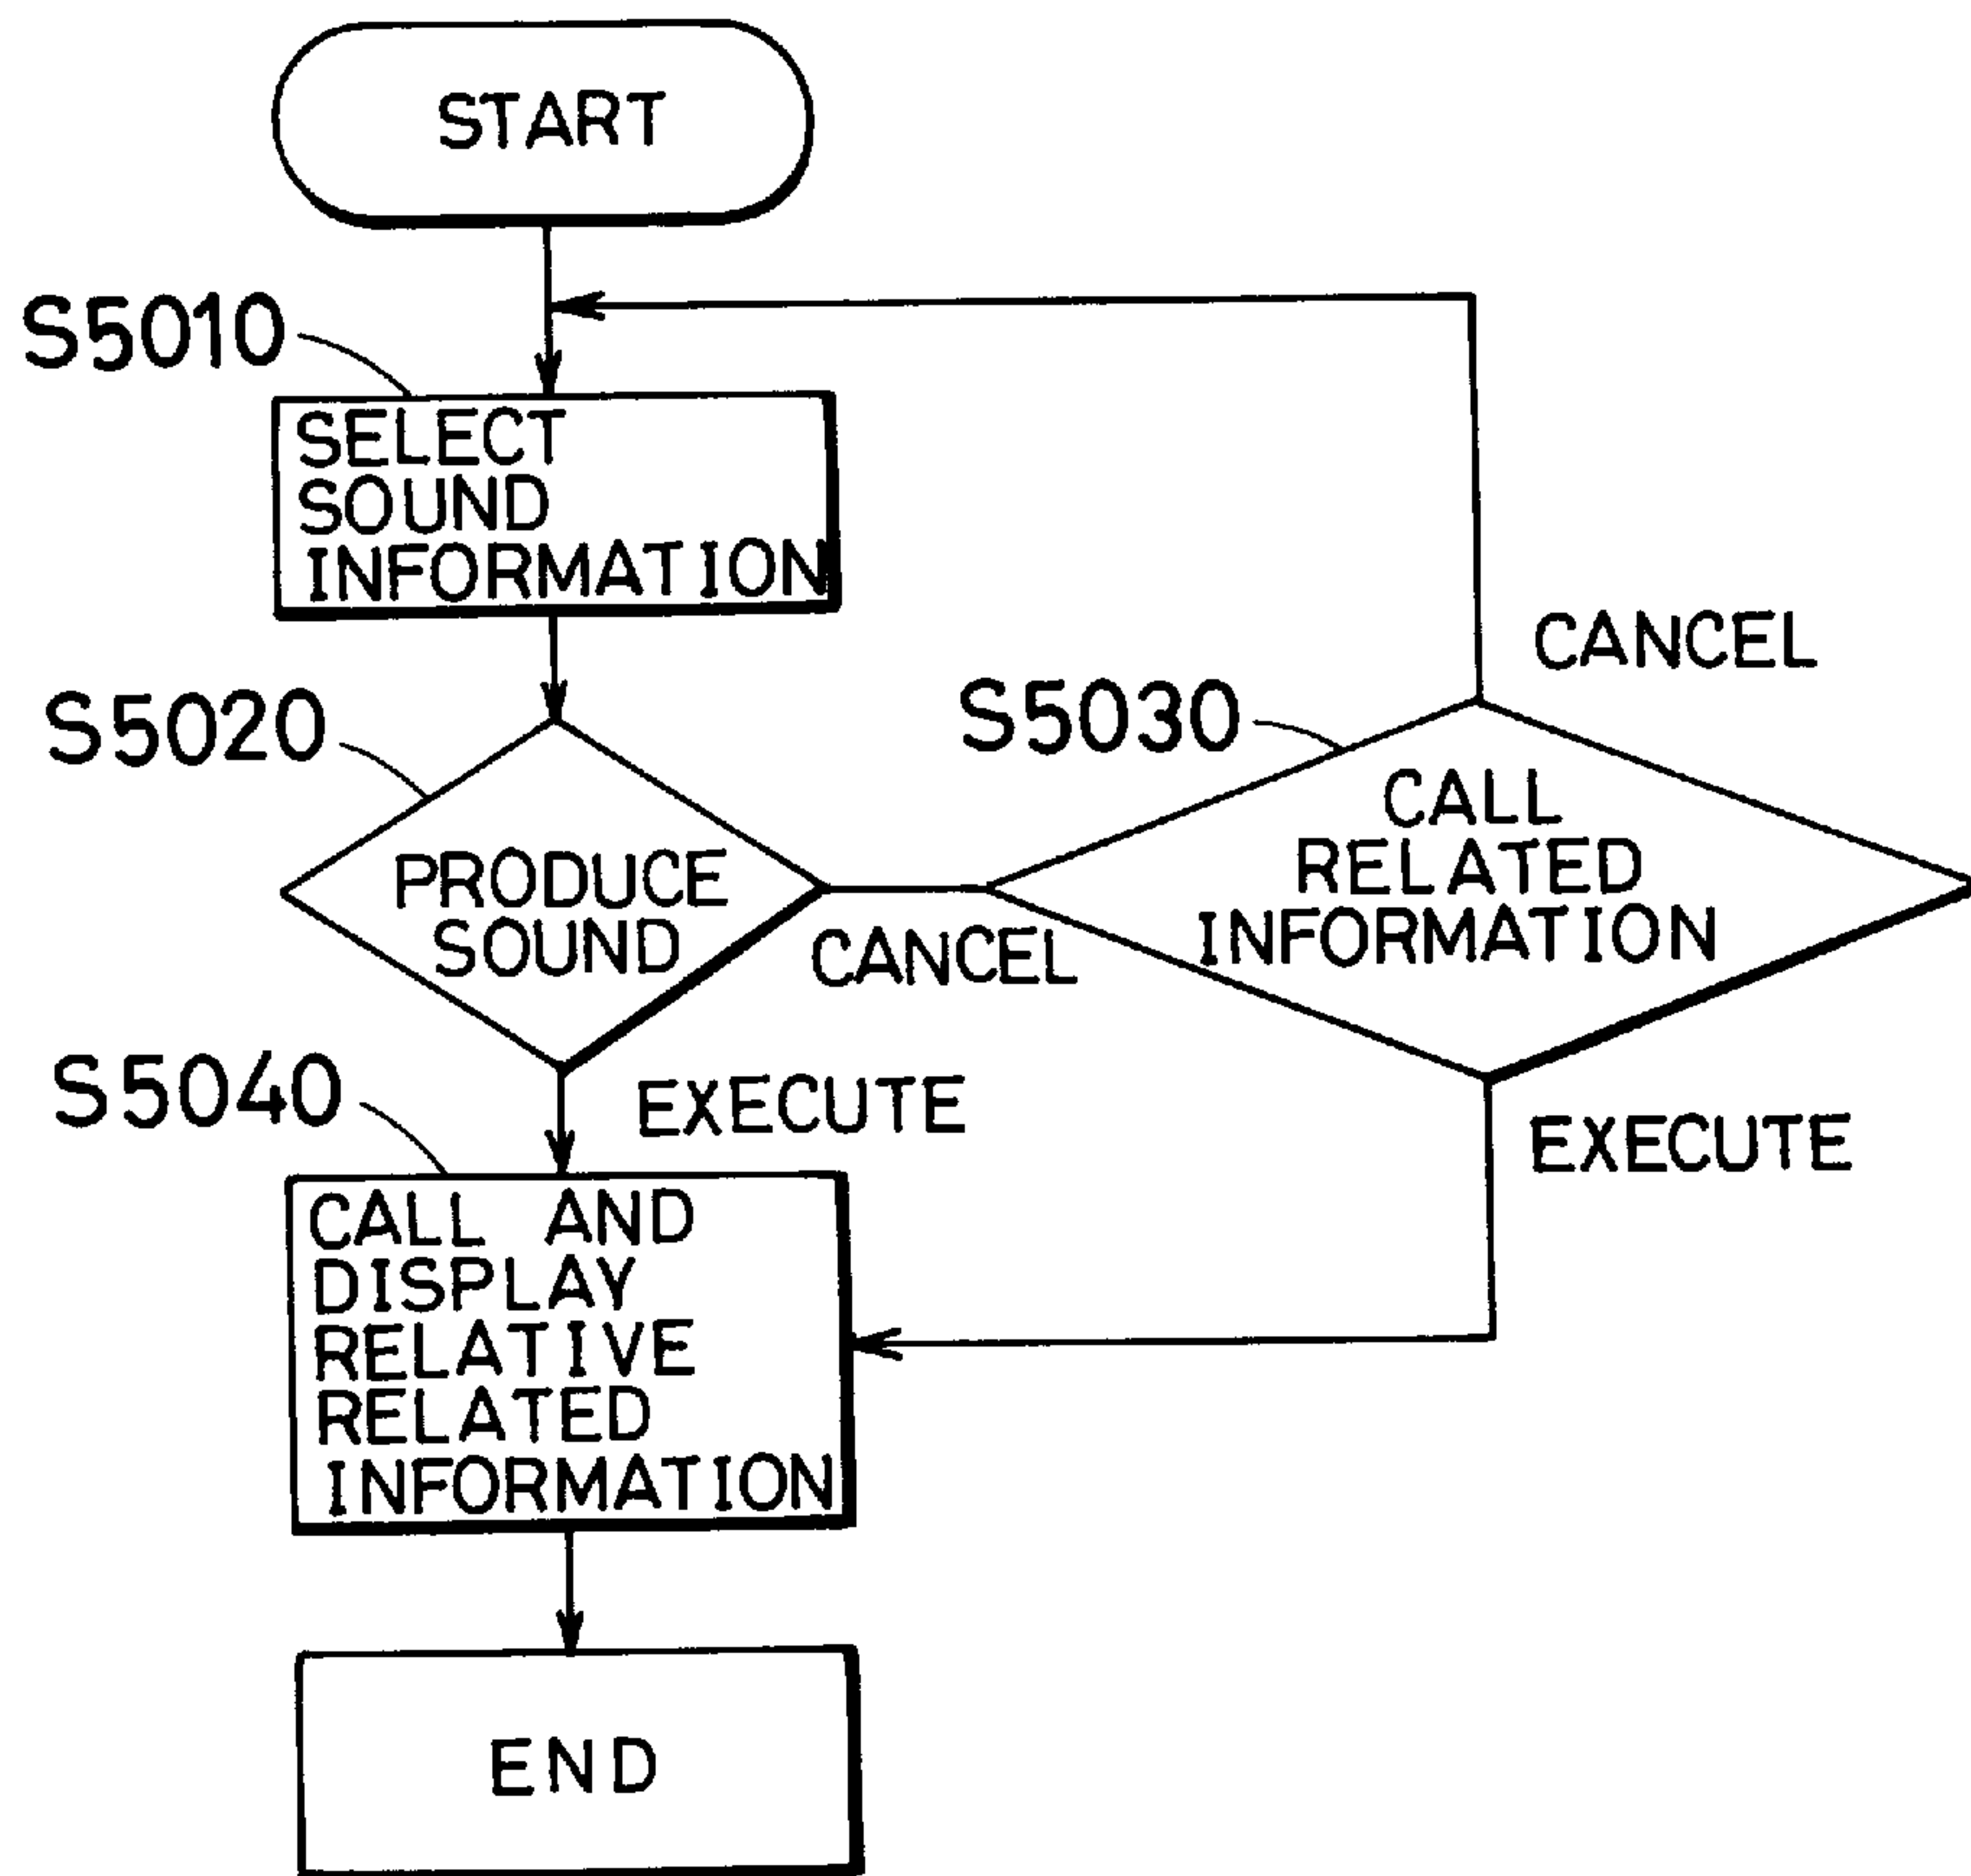 START
S5010
SELECT
SOUND
INFORMATION
CANCEL
S5020
S5030
CALL
RELATED
INFORMATION
PRODUCE
SOUND
CANCEL
S5040
EXECUTE
EXECUTE
CALL AND
DISPLAY
RELATIVE
RELATED
INFORMATION
END